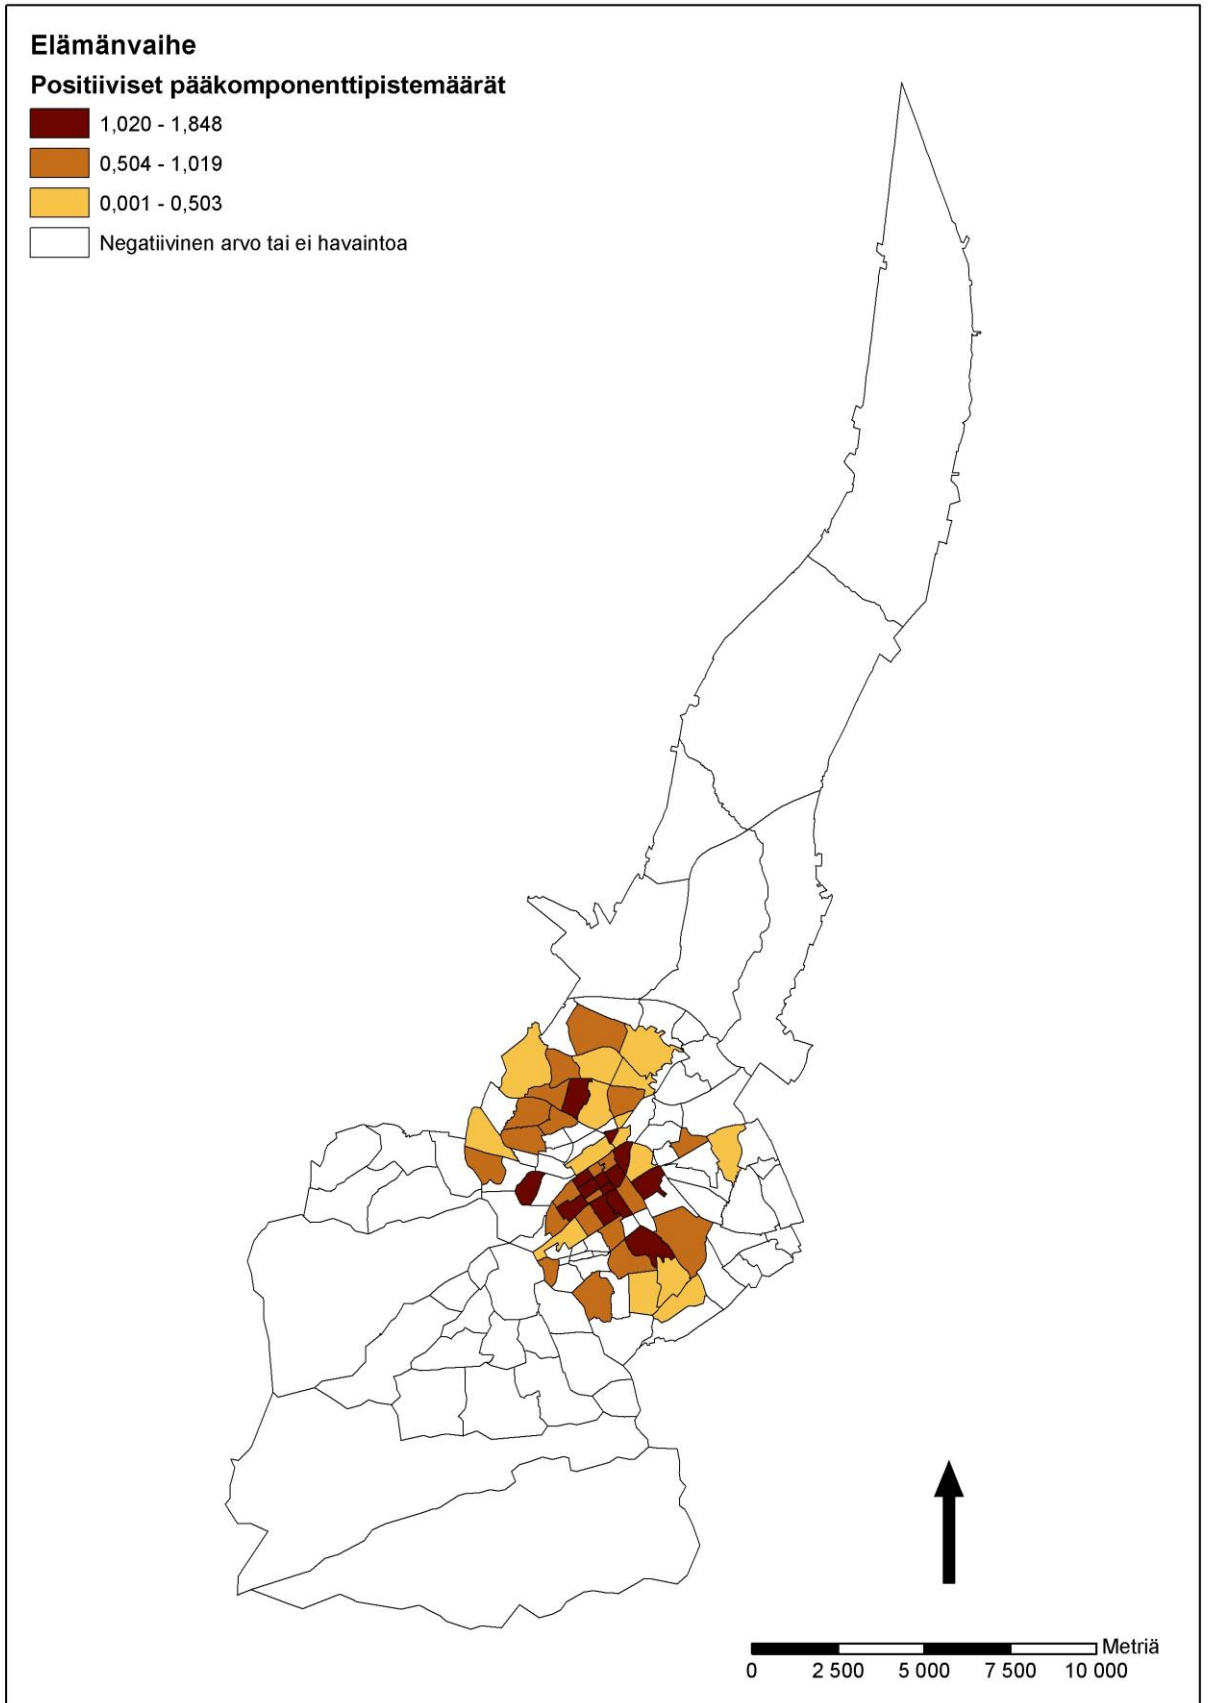 Elämänvaihe
Positiiviset pääkomponenttipistemäärät
1,020 - 1,848
0,504 - 1,019
0,001 - 0,503
Negatiivinen arvo tai ei havaintoa
Metriä
0 2 500 5 000 7 500 10 000